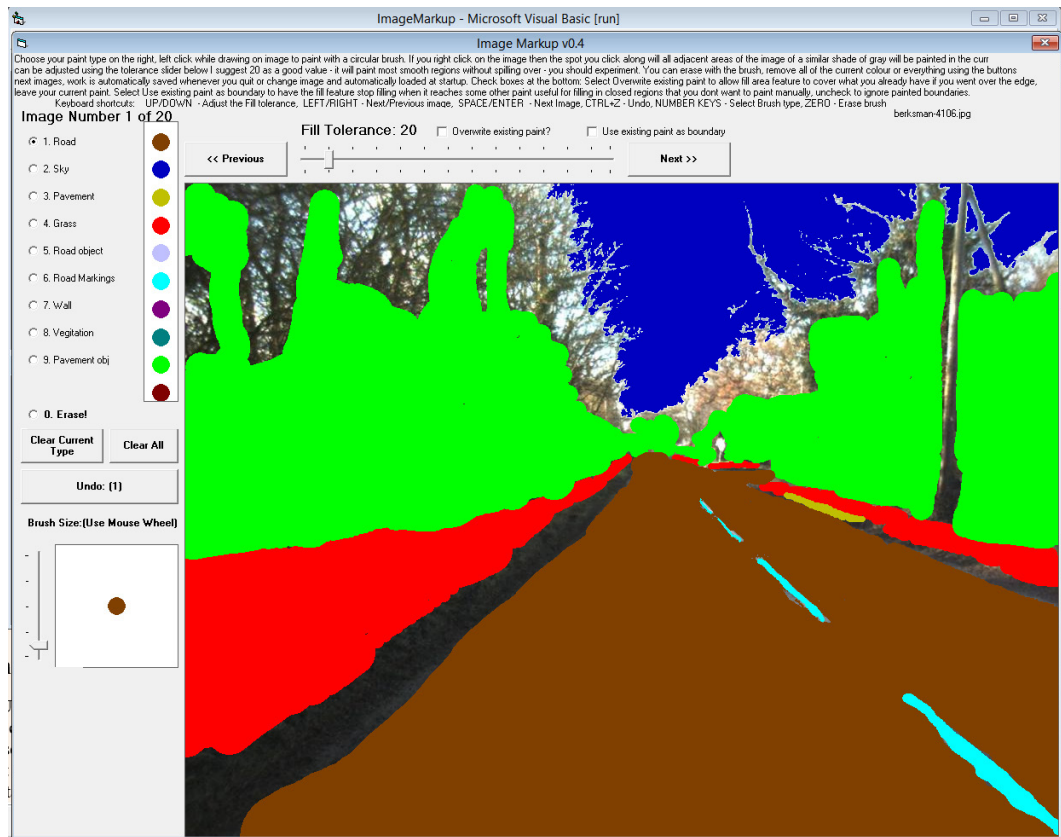 ImageMarkup - Microsoft Visual Basic [run]
Image Markup v0.4
Choose your paint type on the right, left click while drawing on image to paint with a circular brush. If you right click on the image then the spot you click along will all adjacent areas of the image of a similar shade of gray will be painted in the curr
can be adjusted using the tolerance slider below I suggest 20 as a good value - it will paint most smooth regions without spilling over - you should experiment. You can erase with the brush, remove all of the current colour or everything using the buttons
next images, work is automatically saved whenever you quit or change image and automatically loaded at startup. Check boxes at the bottom: Select Overwrite existing paint to allow fill area feature to cover what you already have if you went over the edge,
leave your current paint. Select Use existing paint as boundary to have the fill feature stop filling when it reaches some other paint useful for filling in closed regions that you dont want to paint manually, uncheck to ignore painted boundaries.
Keyboard shortcuts: UP/DOWN - Adjust the Fill tolerance, LEFT/RIGHT - Next/Previous image, SPACE/ENTER - Next Image, CTRL+Z - Undo, NUMBER KEYS - Select Brush type, ZERO - Erase brush
berksman-4106.jpg
Image Number 1 of 20
Fill Tolerance: 20
Overwrite existing paint?
Use existing paint as boundary
<< Previous
Next >>
1. Road
2. Sky
3. Pavement
4. Grass
5. Road object
6. Road Markings
7. Wall
8. Vegitation
9. Pavement obj
0. Erase!
Clear Current
Type
Clear All
Undo: (1)
Brush Size:(Use Mouse Wheel)